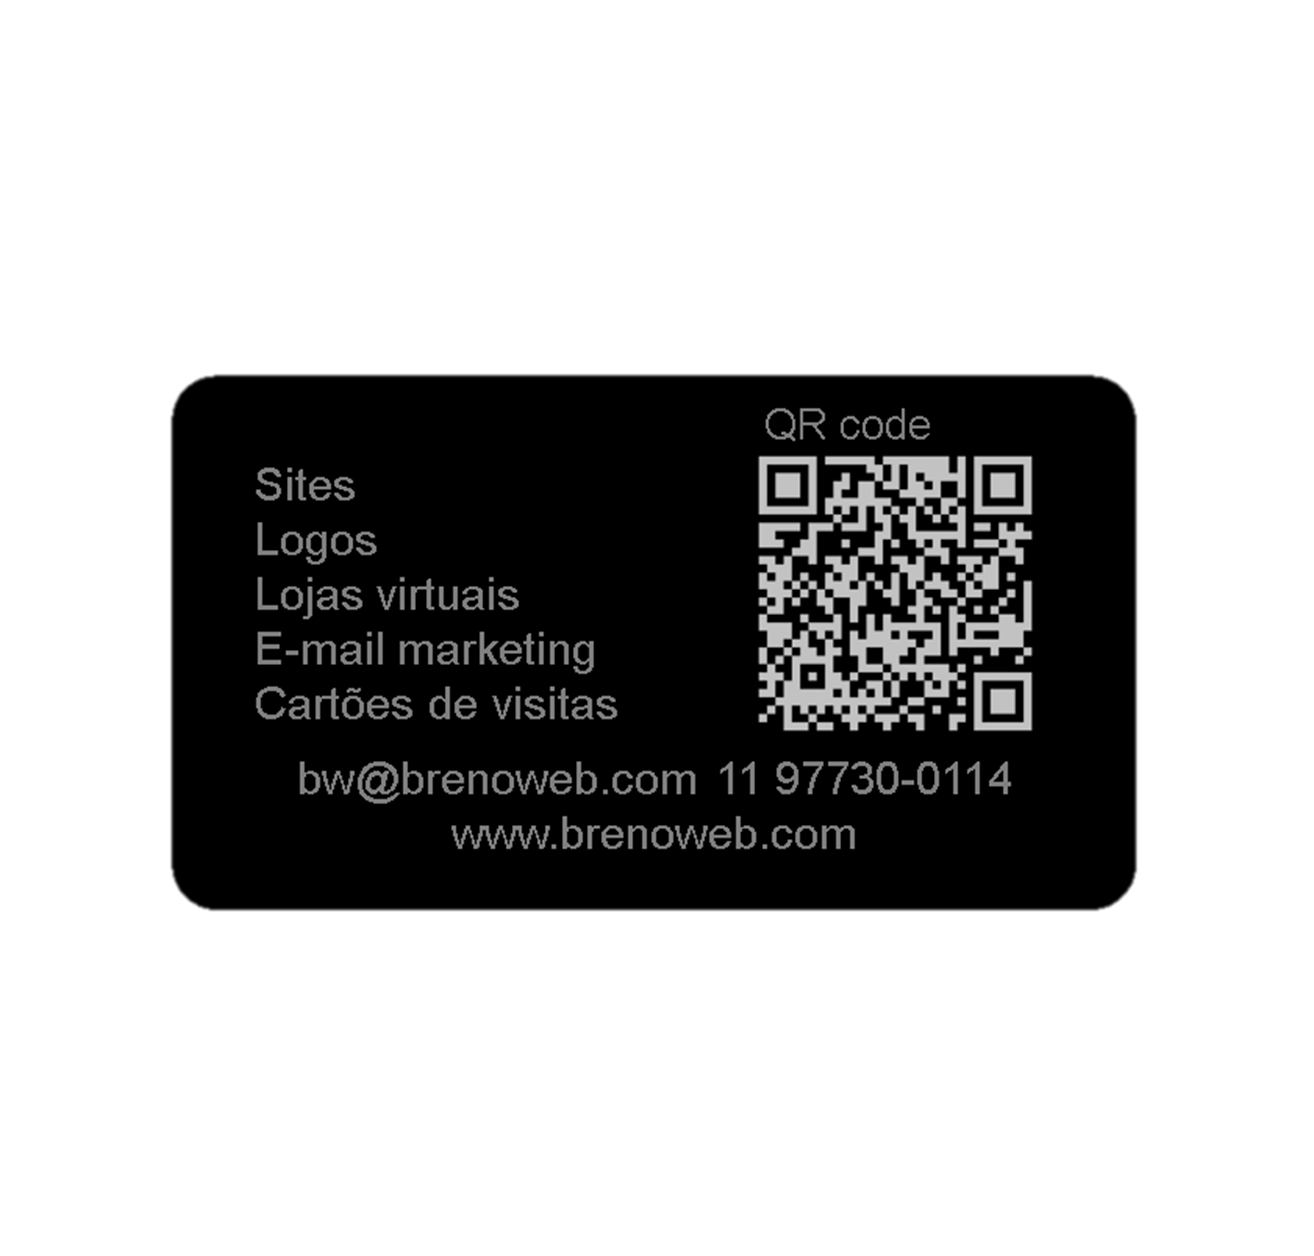 QR code
Sites
Logos
Lojas virtuais
E-mail marketing
Cartões de visitas
bw@brenoweb.com 11 97730-0114
www.brenoweb.com